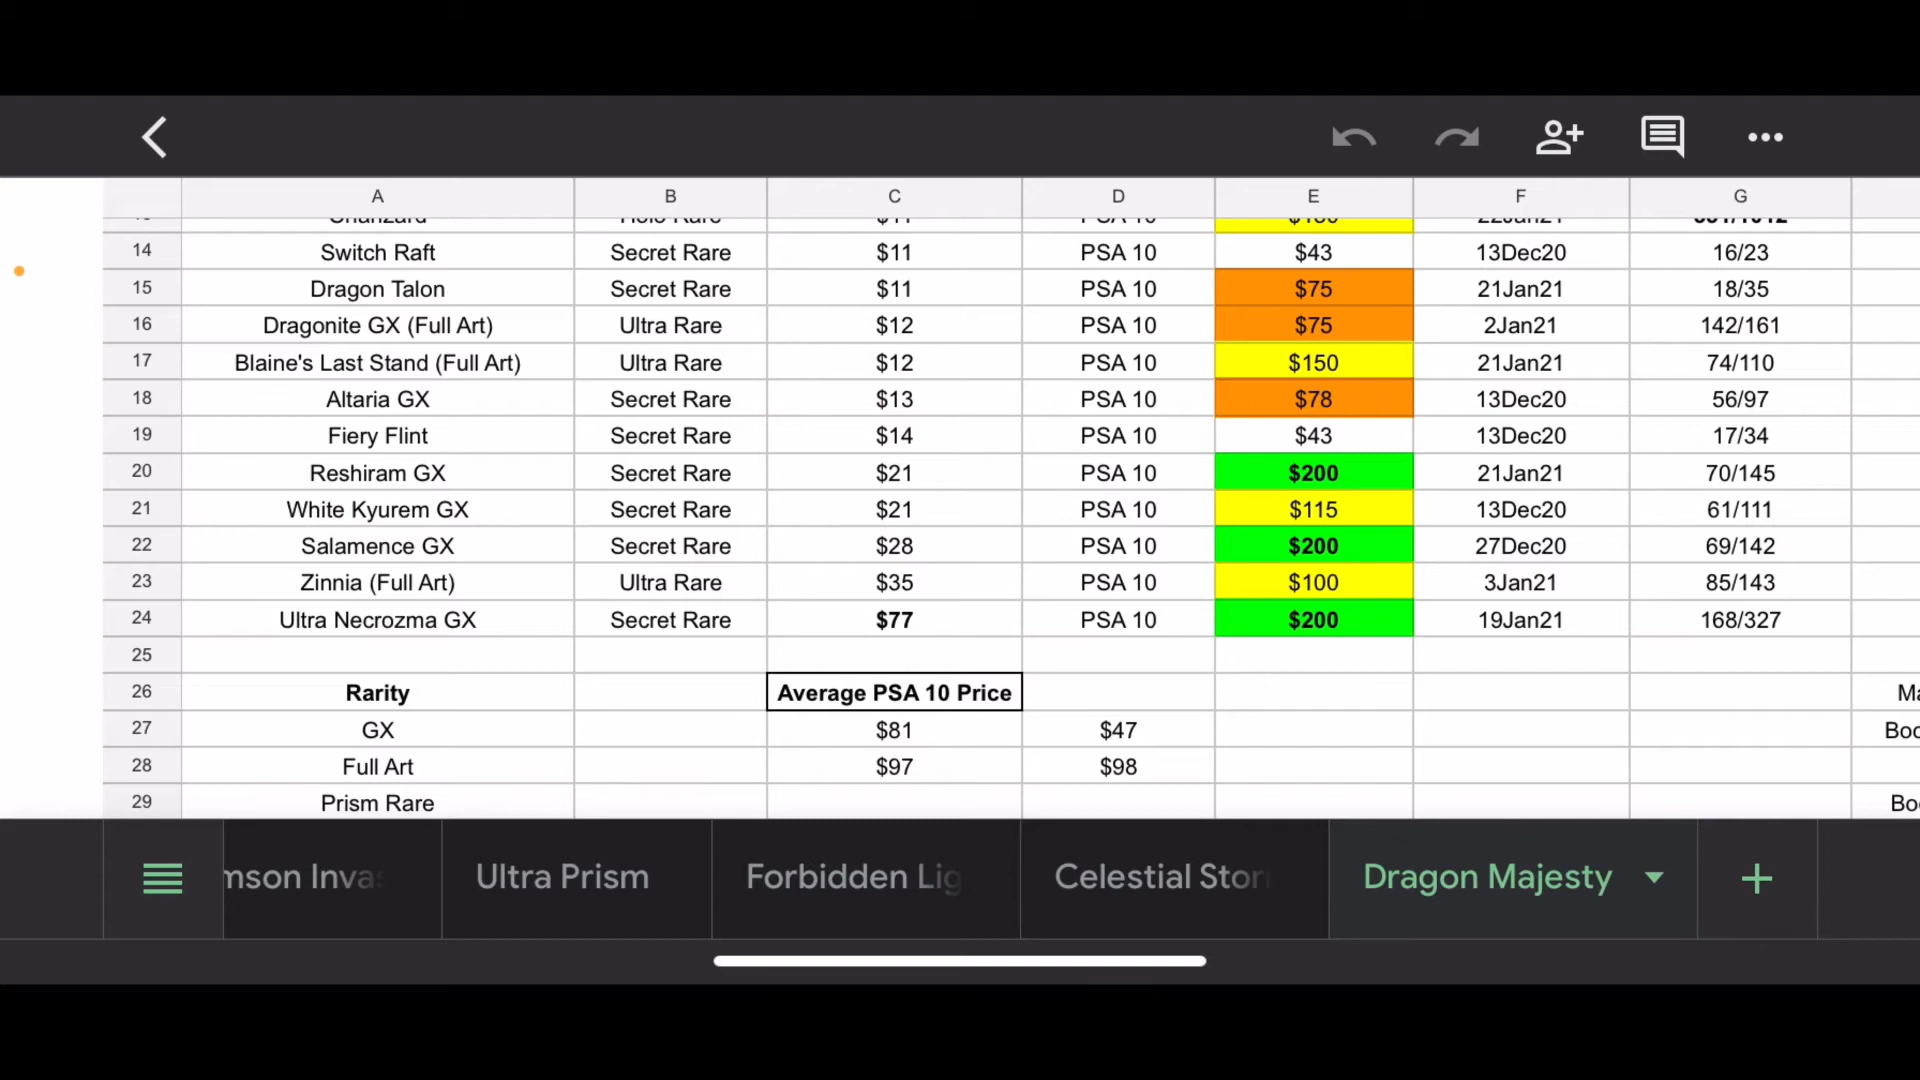 A B C D E F G
14 Switch Raft Secret Rare $11 PSA 10 $43 13Dec20 16/23
15 Dragon Talon Secret Rare $11 PSA 10 $75 21Jan21 18/35
16 Dragonite GX (Full Art) Ultra Rare $12 PSA 10 $75 2Jan21 142/161
17 Blaine's Last Stand (Full Art) Ultra Rare $12 PSA 10 $150 21Jan21 74/110
18 Altaria GX Secret Rare $13 PSA 10 $78 13Dec20 56/97
19 Fiery Flint Secret Rare $14 PSA 10 $43 13Dec20 17/34
20 Reshiram GX Secret Rare $21 PSA 10 $200 21Jan21 70/145
21 White Kyurem GX Secret Rare $21 PSA 10 $115 13Dec20 61/111
22 Salamence GX Secret Rare $28 PSA 10 $200 27Dec20 69/142
23 Zinnia (Full Art) Ultra Rare $35 PSA 10 $100 3Jan21 85/143
24 Ultra Necrozma GX Secret Rare $77 PSA 10 $200 19Jan21 168/327
25
26 Rarity Average PSA 10 Price Ma
27 GX $81 $47 Boo
28 Full Art $97 $98
29 Prism Rare Bo
mson Invas Ultra Prism Forbidden Lig Celestial Stor Dragon Majesty